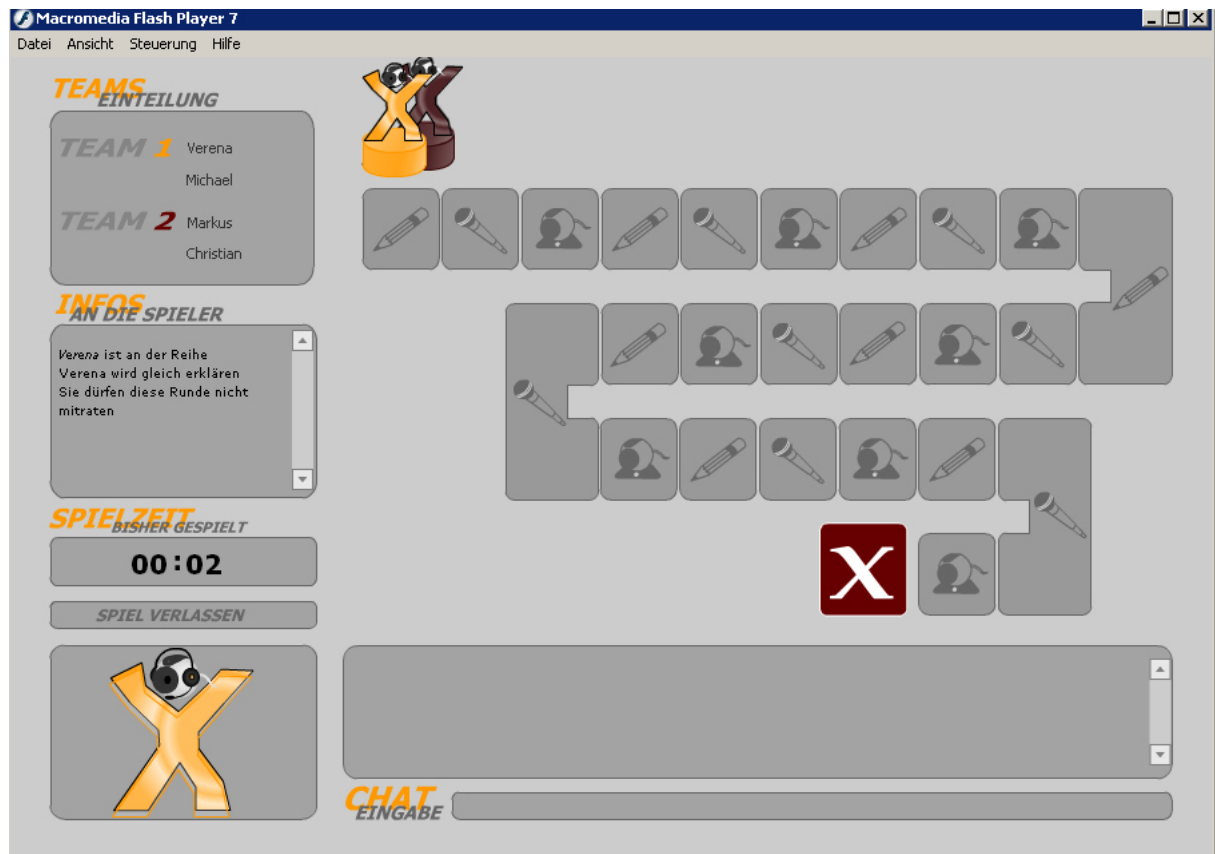 Macromedia Flash Player 7
Datei Ansicht Steuerung Hilfe
TEAMS
EINTEILUNG
TEAM 1 Verena
Michael
TEAM 2 Markus
Christian
INFOS
AN DIE SPIELER
Verena ist an der Reihe
Verena wird gleich erklären
Sie dürfen diese Runde nicht
mitraten
SPIELZEIT
BISHER GESPIELT
00:02
SPIEL VERLASSEN
X
CHAT
EINGABE